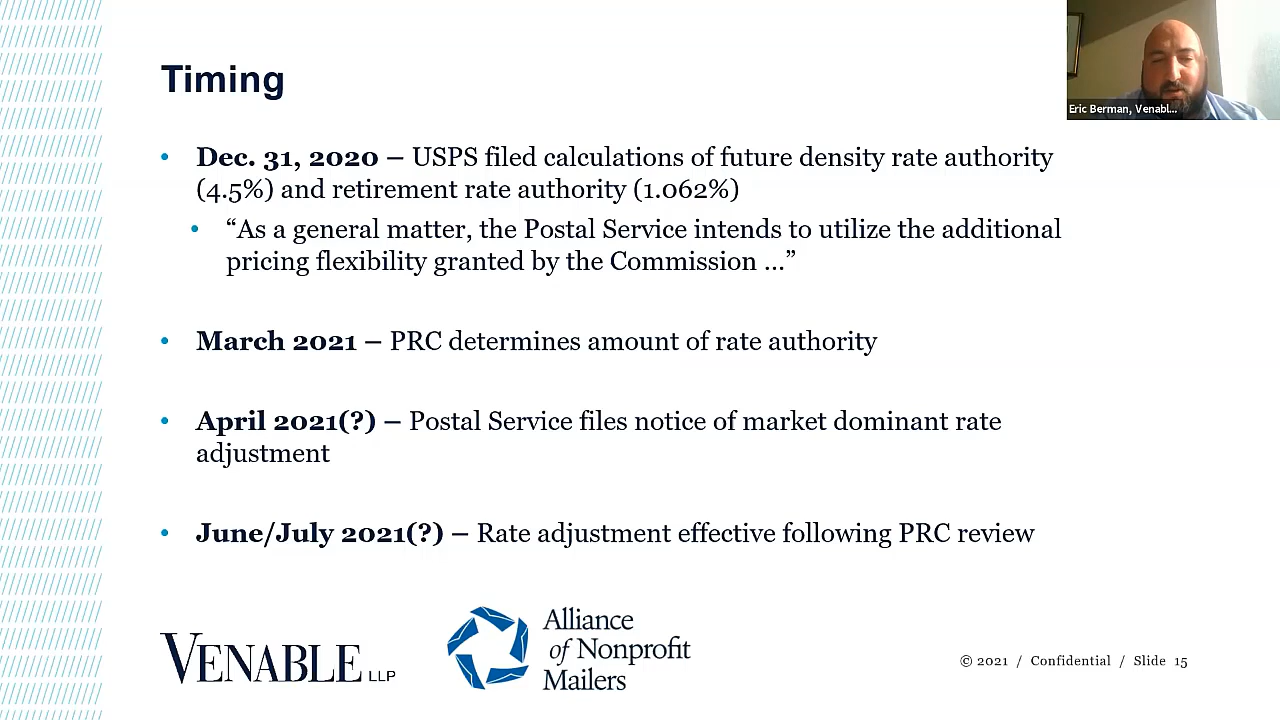 Timing
Eric Berman, Venabl...
• Dec. 31, 2020 – USPS filed calculations of future density rate authority
(4.5%) and retirement rate authority (1.062%)
• “As a general matter, the Postal Service intends to utilize the additional
pricing flexibility granted by the Commission …”
• March 2021 – PRC determines amount of rate authority
• April 2021(?) – Postal Service files notice of market dominant rate
adjustment
• June/July 2021(?) – Rate adjustment effective following PRC review
VENABLE LLP
Alliance
of Nonprofit
Mailers
© 2021 / Confidential / Slide 15